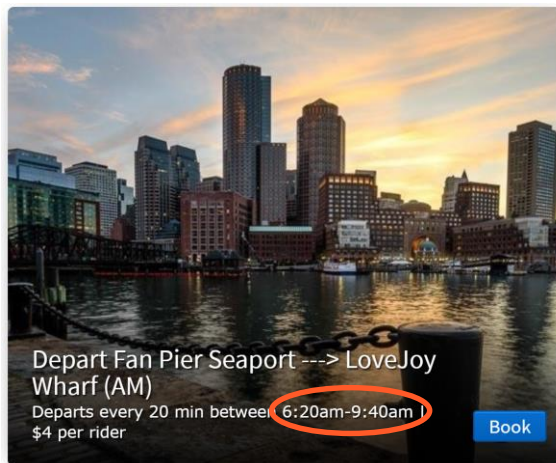 Depart Fan Pier Seaport ---> LoveJoy
Wharf (AM)
Departs every 20 min between 6:20am-9:40am |
$4 per rider
Book